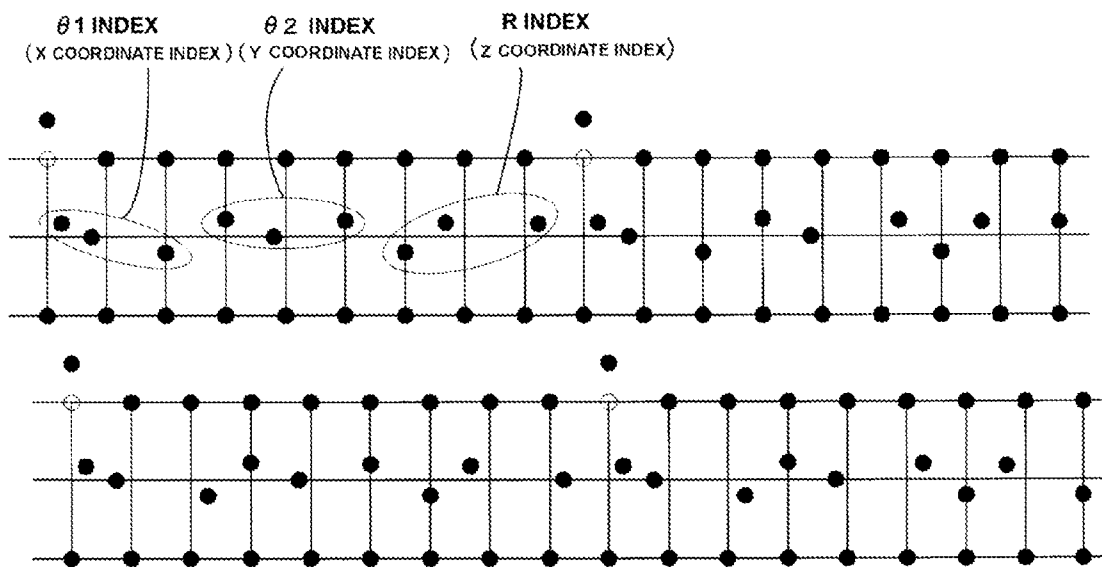 θ1 INDEX
(X COORDINATE INDEX)
θ2 INDEX
(Y COORDINATE INDEX)
R INDEX
(Z COORDINATE INDEX)